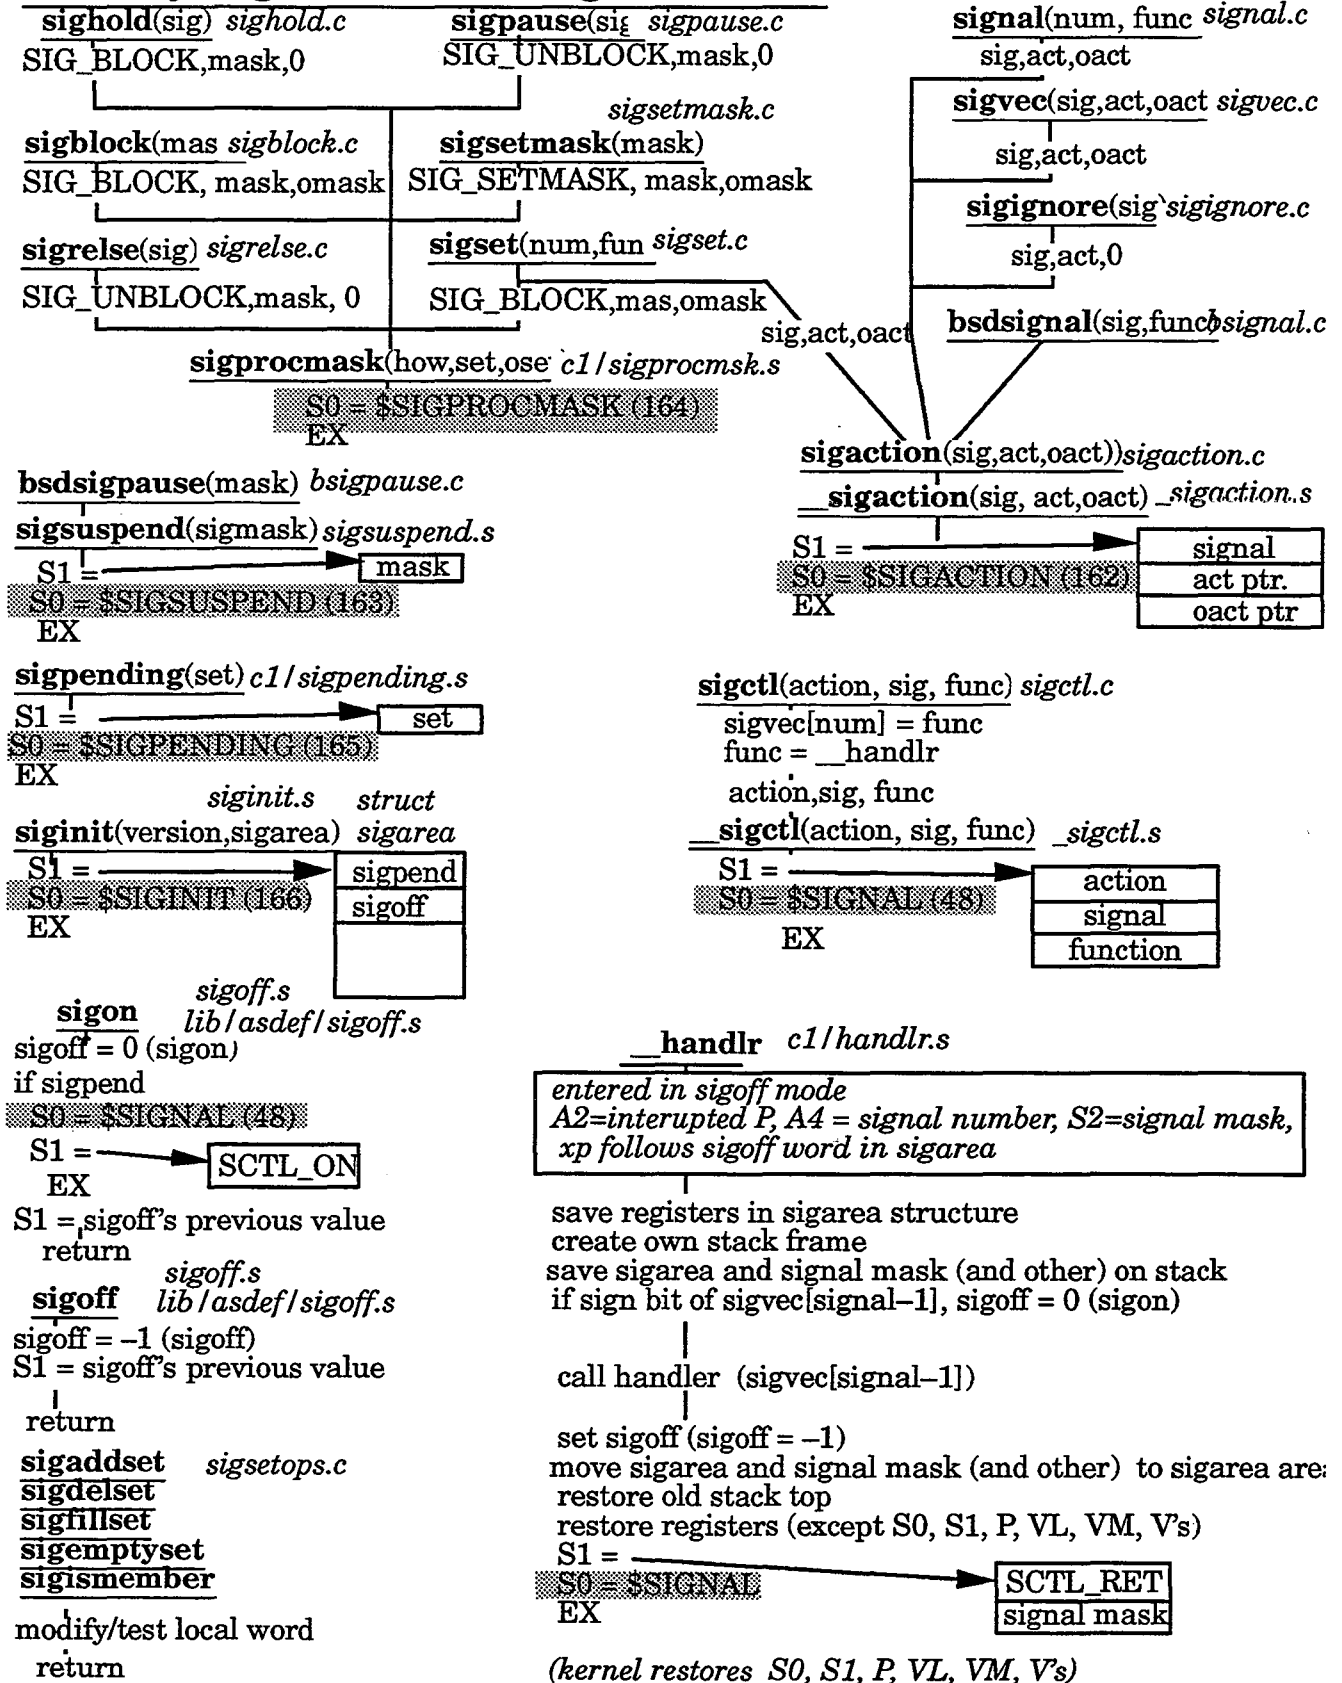 sighold(sig) sighold.c
SIG_BLOCK,mask,0
sigpause(sig sigpause.c
SIG_UNBLOCK,mask,0
sigblock(mas sigblock.c
SIG_BLOCK, mask,omask
sigsetmask.c
sigsetmask(mask)
SIG_SETMASK, mask,omask
sigrelse(sig) sigrelse.c
SIG_UNBLOCK,mask, 0
sigset(num,fun sigset.c
SIG_BLOCK,mas,omask
sig,act,oact
sigprocmask(how,set,ose c1/sigprocmsk.s
S0 = $SIGPROCMASK (164)
EX
signal(num, func signal.c
sig,act,oact
sigvec(sig,act,oact sigvec.c
sig,act,oact
sigignore(sig sigignore.c
sig,act,0
bsdsignal(sig,func bsignal.c
sigaction(sig,act,oact)) sigaction.c
__sigaction(sig, act,oact) _sigaction.s
S1 =
S0 = $SIGACTION (162)
EX
signal
act ptr.
oact ptr
bsdsigpause(mask) bsigpause.c
sigsuspend(sigmask) sigsuspend.s
S1 =
mask
S0 = $SIGSUSPEND (163)
EX
sigpending(set) c1/sigpending.s
S1 =
set
S0 = $SIGPENDING (165)
EX
siginit.s struct
siginit(version,sigarea) sigarea
S1 =
sigpend
S0 = $SIGINIT (166)
sigoff
EX
sigctl(action, sig, func) sigctl.c
sigvec[num] = func
func = __handlr
action,sig, func
__sigctl(action, sig, func) _sigctl.s
S1 =
S0 = $SIGNAL (48)
EX
action
signal
function
sigoff.s
sigon lib/asdef/sigoff.s
sigoff = 0 (sigon)
if sigpend
S0 = $SIGNAL (48)
S1 =
SCTL_ON
EX
S1 = sigoff's previous value
return
sigoff.s
sigoff lib/asdef/sigoff.s
sigoff = –1 (sigoff)
S1 = sigoff's previous value
return
sigaddset sigsetops.c
sigdelset
sigfillset
sigemptyset
sigismember
modify/test local word
return
__handlr c1/handlr.s
entered in sigoff mode
A2=interupted P, A4 = signal number, S2=signal mask,
xp follows sigoff word in sigarea
save registers in sigarea structure
create own stack frame
save sigarea and signal mask (and other) on stack
if sign bit of sigvec[signal–1], sigoff = 0 (sigon)
call handler (sigvec[signal–1])
set sigoff (sigoff = –1)
move sigarea and signal mask (and other) to sigarea area
restore old stack top
restore registers (except S0, S1, P, VL, VM, V's)
S1 =
S0 = $SIGNAL
EX
SCTL_RET
signal mask
(kernel restores S0, S1, P, VL, VM, V's)